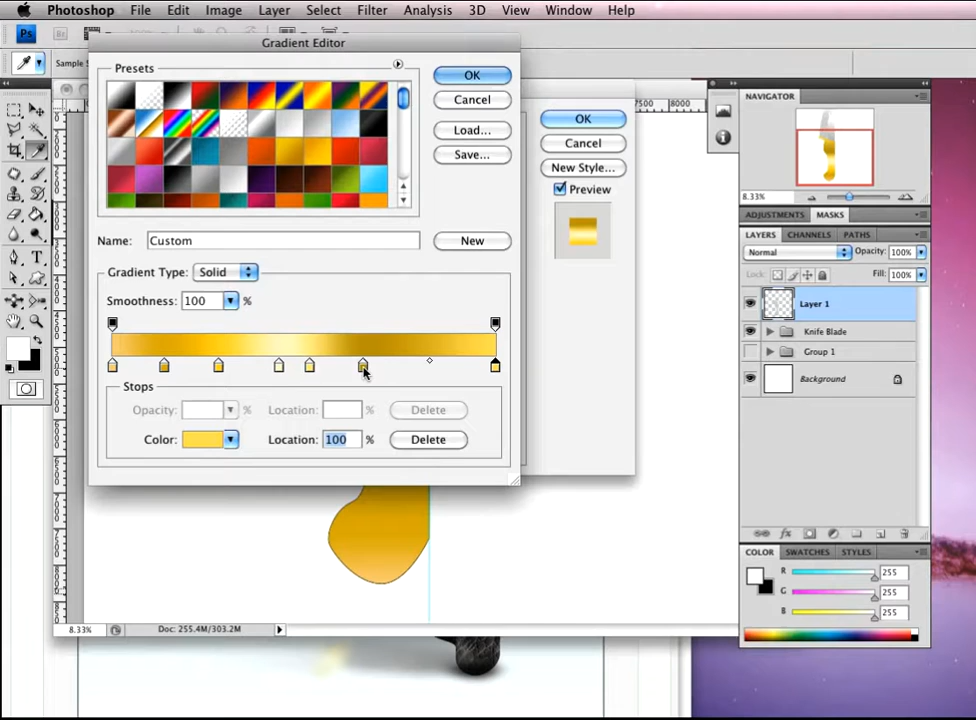 Photoshop File Edit Image Layer Select Filter Analysis 3D View Window Help
Ps Br
Gradient Editor
Sample S
Presets
OK
Cancel
Load...
Save...
Name: Custom
New
Gradient Type: Solid
Smoothness: 100 %
Stops
Opacity: % Location: % Delete
Color: Location: 100 % Delete
OK
Cancel
New Style...
Preview
7500 8000
NAVIGATOR
8.33%
ADJUSTMENTS MASKS
LAYERS CHANNELS PATHS
Normal Opacity: 100%
Lock: Fill: 100%
Layer 1
Knife Blade
Group 1
Background
fx
COLOR SWATCHES STYLES
R 255
G 255
B 255
8.33% Doc: 255.4M/303.2M